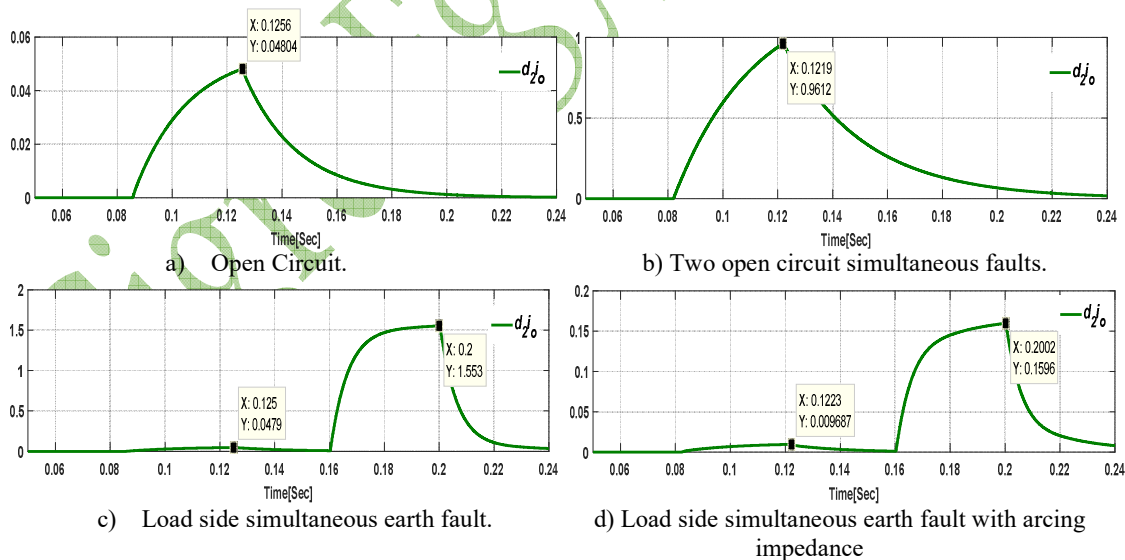 X: 0.1256
Y: 0.04804
0.06
0.04
0.02
0
d2io
0.06 0.08 0.1 0.12 0.14 0.16 0.18 0.2 0.22 0.24
Time[Sec]
a) Open Circuit.
1
0.5
0
X: 0.1219
Y: 0.9612
d2io
0.06 0.08 0.1 0.12 0.14 0.16 0.18 0.2 0.22 0.24
Time[Sec]
b) Two open circuit simultaneous faults.
2
1.5
1
0.5
0
X: 0.125
Y: 0.0479
X: 0.2
Y: 1.553
d2io
0.06 0.08 0.1 0.12 0.14 0.16 0.18 0.2 0.22 0.24
Time[Sec]
c) Load side simultaneous earth fault.
0.2
0.15
0.1
0.05
0
X: 0.1223
Y: 0.009687
X: 0.2002
Y: 0.1596
d2io
0.06 0.08 0.1 0.12 0.14 0.16 0.18 0.2 0.22 0.24
Time[Sec]
d) Load side simultaneous earth fault with arcing
impedance